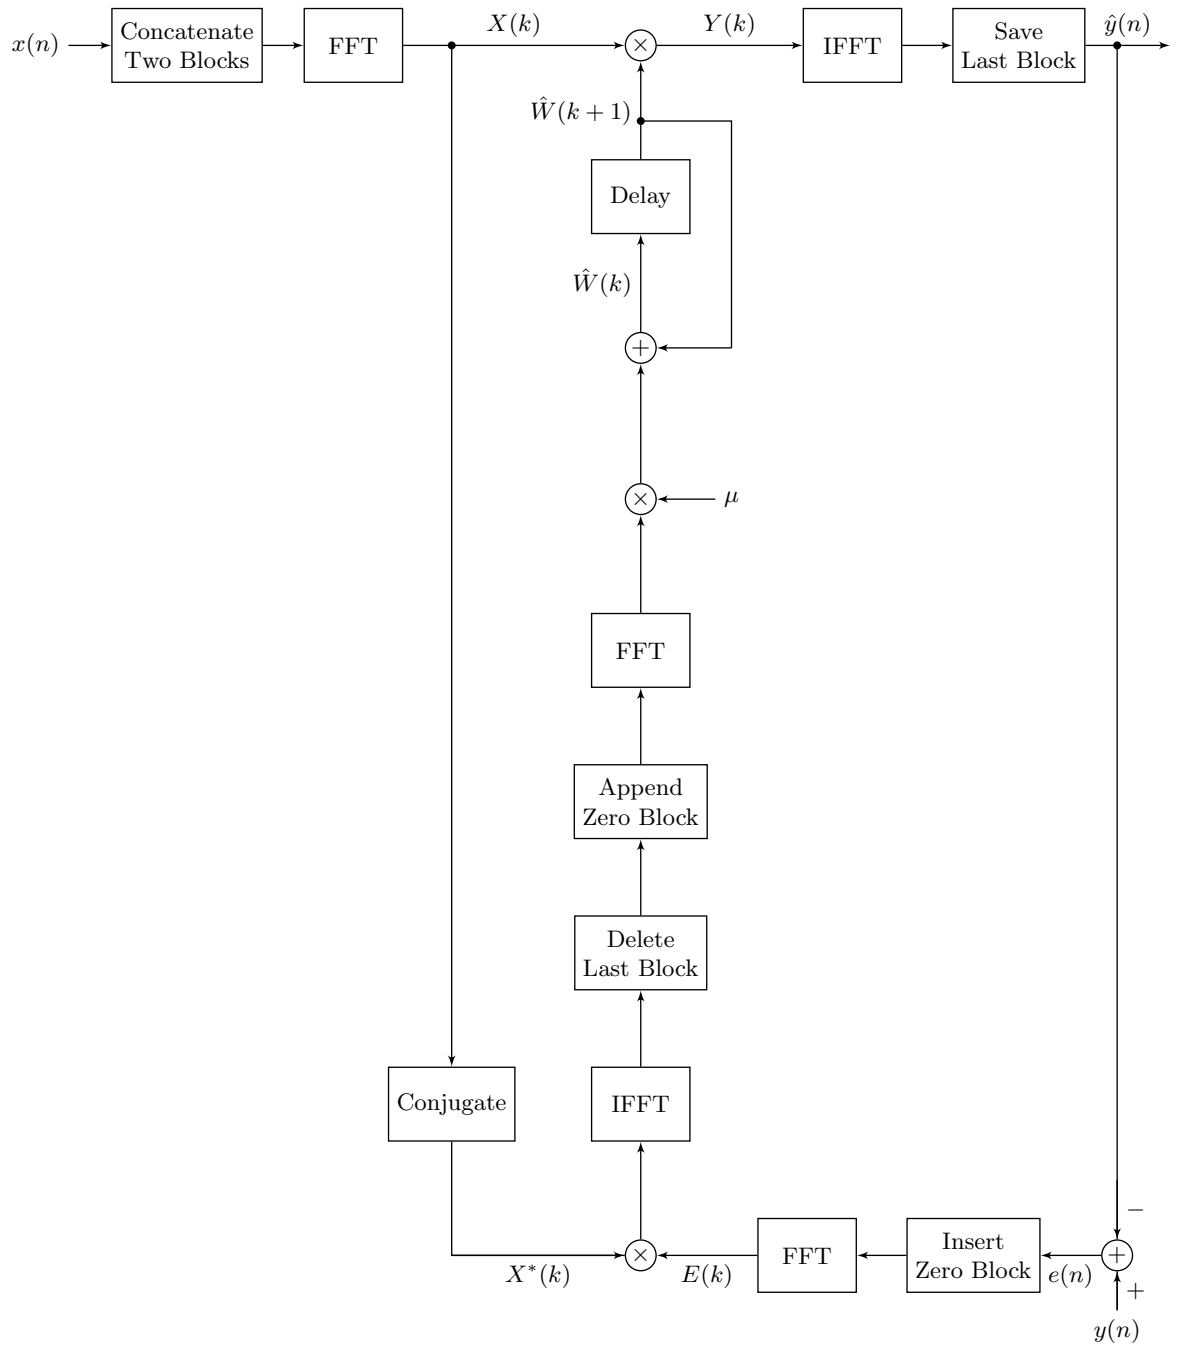 x(n)
Concatenate
Two Blocks
FFT
X(k)
×
Y(k)
IFFT
Save
Last Block
ŷ(n)
Ŵ(k + 1)
Delay
Ŵ(k)
+
×
μ
FFT
Append
Zero Block
Delete
Last Block
Conjugate
IFFT
−
X*(k)
×
E(k)
FFT
Insert
Zero Block
e(n)
+
+
y(n)